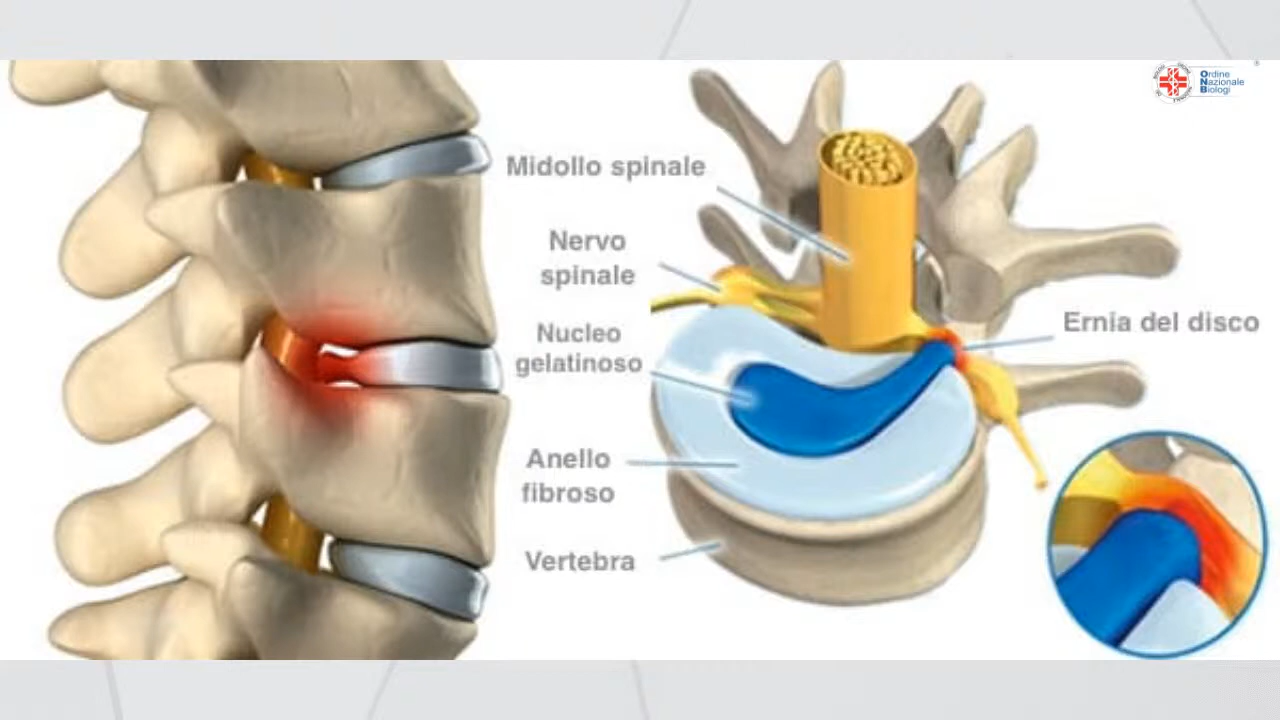 Ordine
Nazionale
Biologi
Midollo spinale
Nervo
spinale
Nucleo
gelatinoso
Ernia del disco
Anello
fibroso
Vertebra